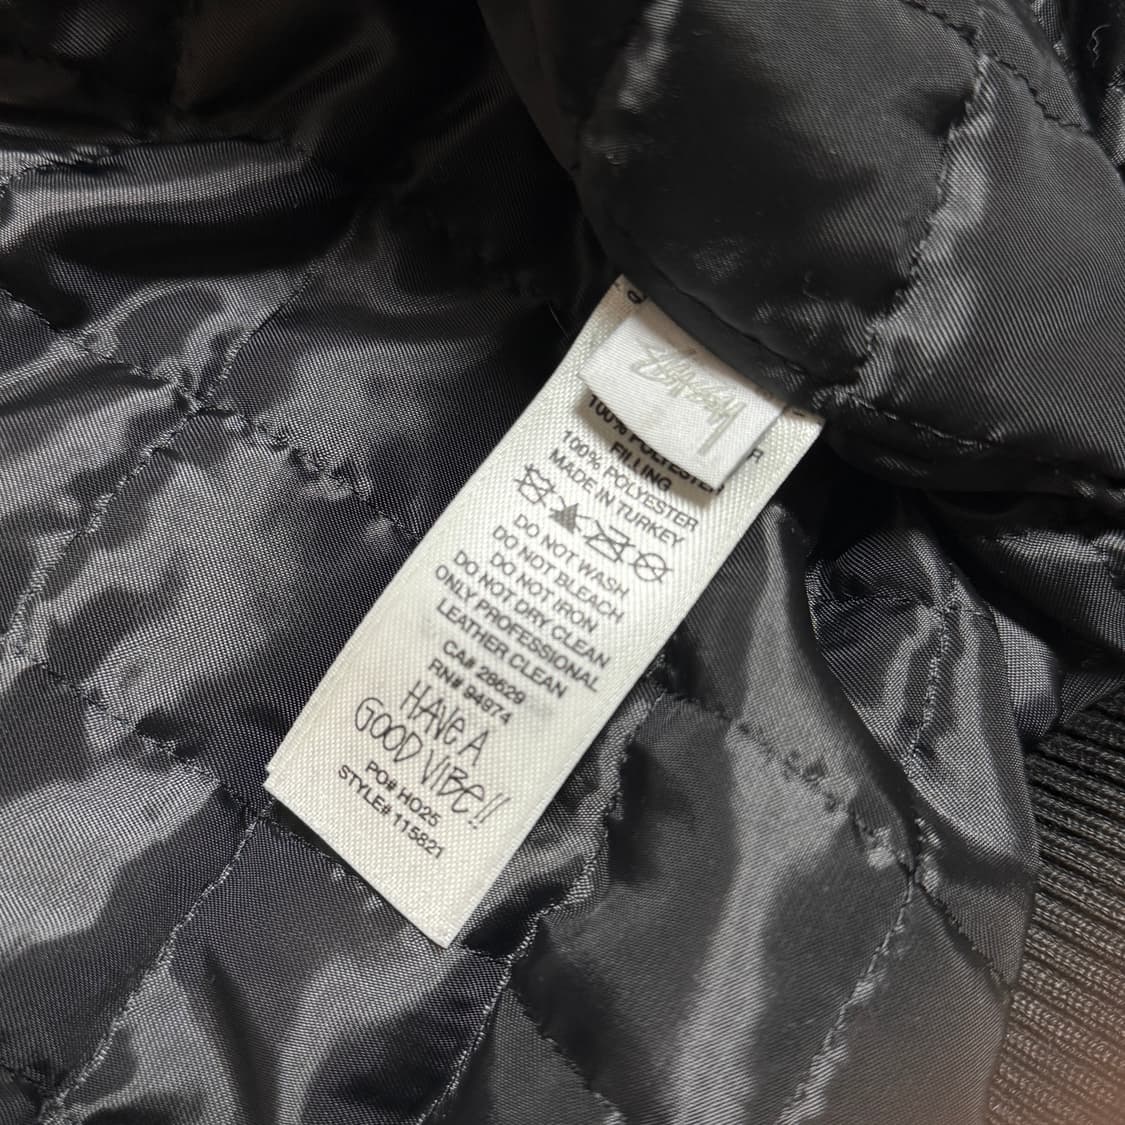 Stüssy
100% POLYESTER
FILLING
100% POLYESTER
MADE IN TURKEY
DO NOT WASH
DO NOT BLEACH
DO NOT IRON
DO NOT DRY CLEAN
ONLY PROFESSIONAL
LEATHER CLEAN
CA# 28629
RN# 94974
HAVE A
GOOD VIBE!!
PO# HO25
STYLE# 115821